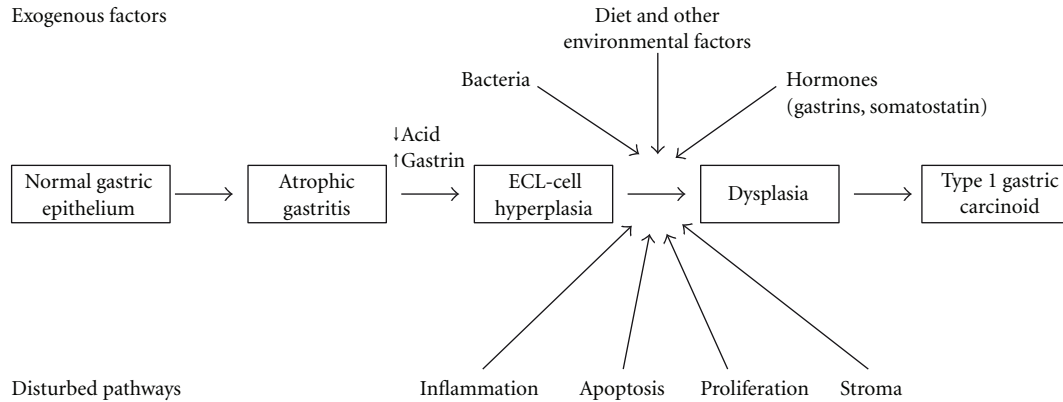 Exogenous factors
Diet and other
environmental factors
Bacteria
Hormones
(gastrins, somatostatin)
↓Acid
↑Gastrin
Normal gastric
epithelium
Atrophic
gastritis
ECL-cell
hyperplasia
Dysplasia
Type 1 gastric
carcinoid
Disturbed pathways
Inflammation
Apoptosis
Proliferation
Stroma